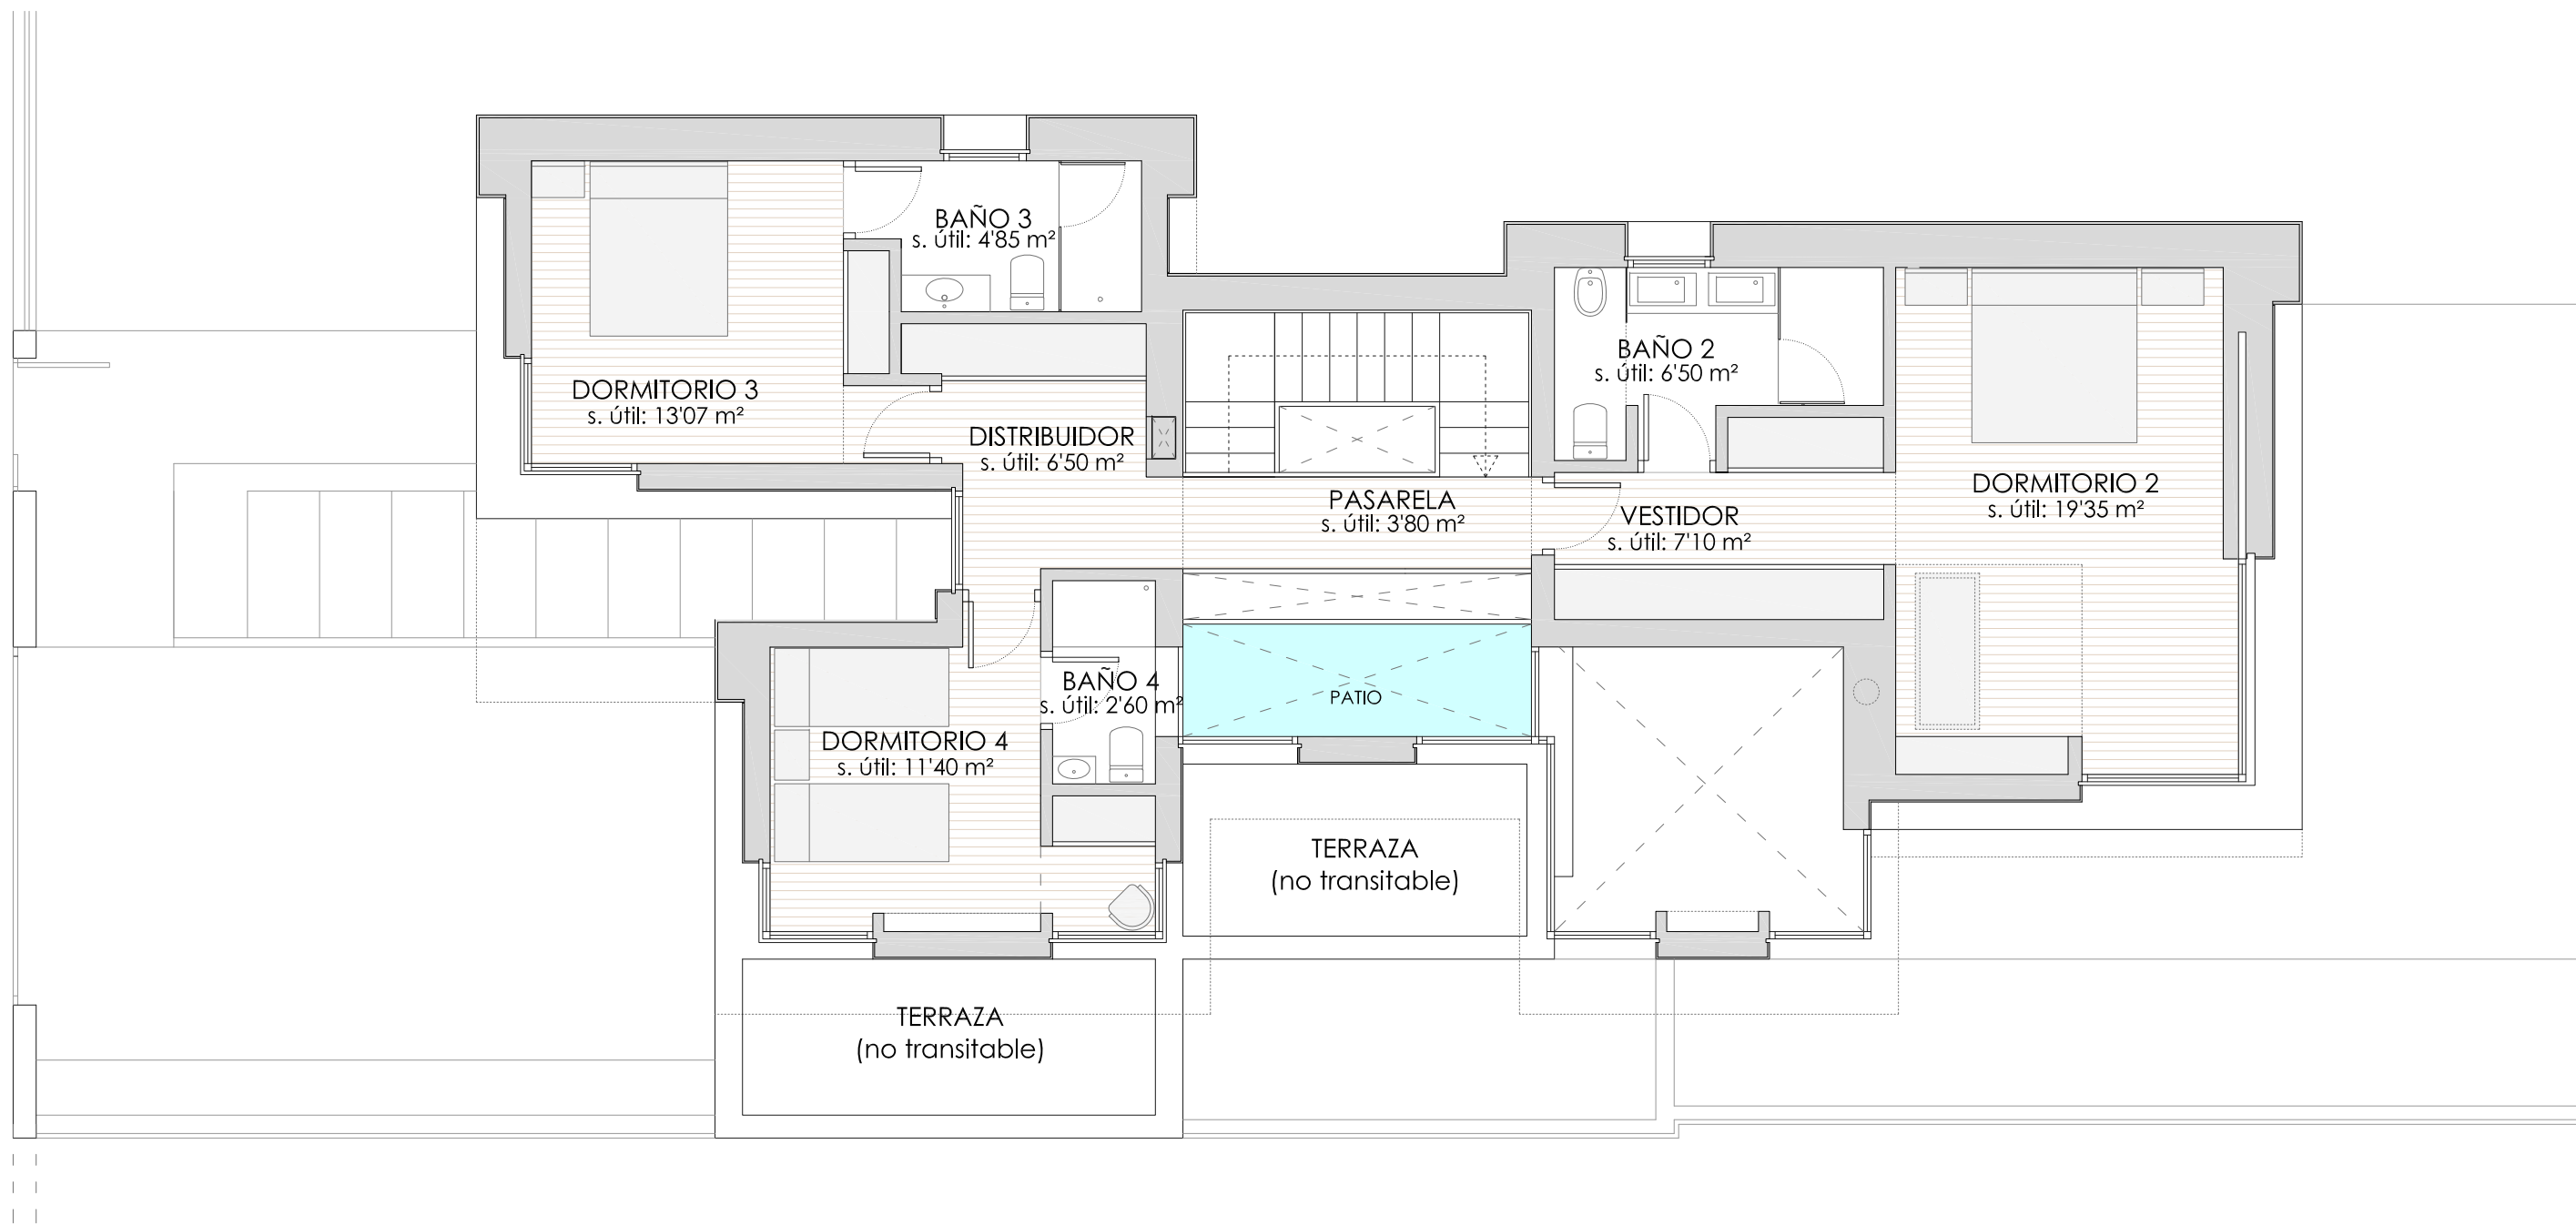 BAÑO 3
s. útil: 4'85 m²
DORMITORIO 3
s. útil: 13'07 m²
DISTRIBUIDOR
s. útil: 6'50 m²
BAÑO 2
s. útil: 6'50 m²
DORMITORIO 2
s. útil: 19'35 m²
PASARELA
s. útil: 3'80 m²
VESTIDOR
s. útil: 7'10 m²
BAÑO 4
s. útil: 2'60 m²
PATIO
DORMITORIO 4
s. útil: 11'40 m²
TERRAZA
(no transitable)
TERRAZA
(no transitable)